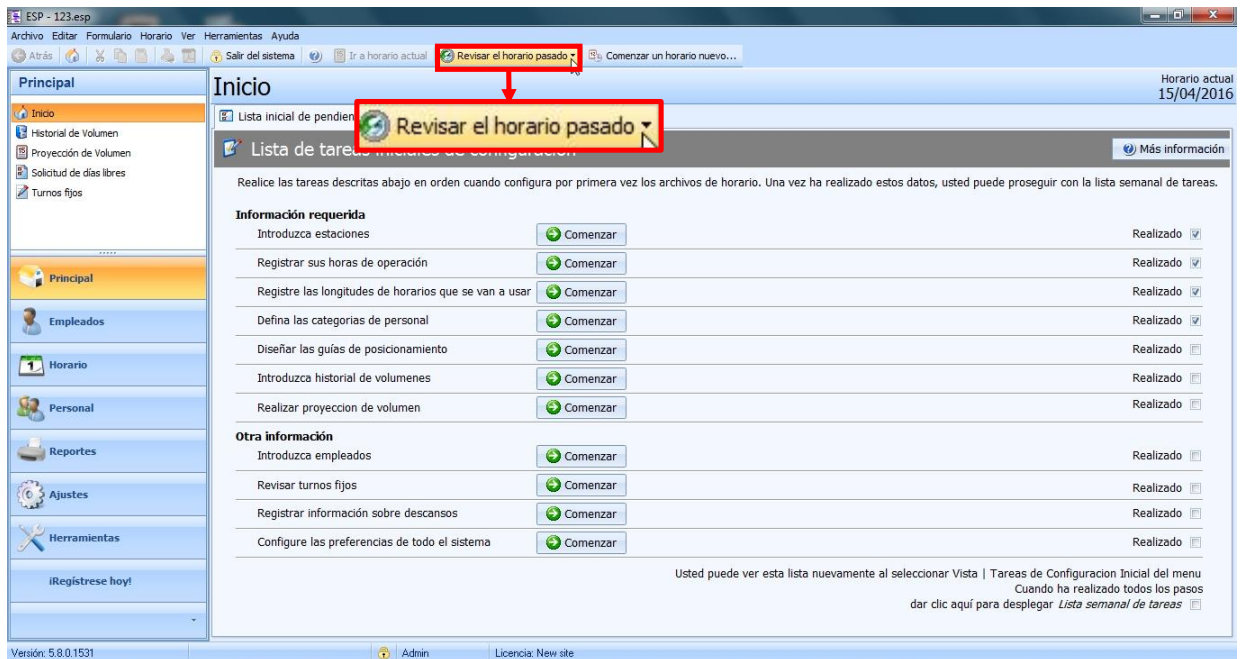 ESP - 123.esp
Archivo Editar Formulario Horario Ver Herramientas Ayuda
Atrás Salir del sistema Ir a horario actual Revisar el horario pasado Comenzar un horario nuevo...
Principal
Inicio
Historial de Volumen
Proyección de Volumen
Solicitud de días libres
Turnos fijos
Principal
Empleados
Horario
Personal
Reportes
Ajustes
Herramientas
¡Regístrese hoy!
Inicio
Horario actual
15/04/2016
Lista inicial de pendien
Revisar el horario pasado
Lista de tareas iniciales de configuración
Más información
Realice las tareas descritas abajo en orden cuando configura por primera vez los archivos de horario. Una vez ha realizado estos datos, usted puede proseguir con la lista semanal de tareas.
Información requerida
Introduzca estaciones Comenzar Realizado
Registrar sus horas de operación Comenzar Realizado
Registre las longitudes de horarios que se van a usar Comenzar Realizado
Defina las categorias de personal Comenzar Realizado
Diseñar las guías de posicionamiento Comenzar Realizado
Introduzca historial de volumenes Comenzar Realizado
Realizar proyeccion de volumen Comenzar Realizado
Otra información
Introduzca empleados Comenzar Realizado
Revisar turnos fijos Comenzar Realizado
Registrar información sobre descansos Comenzar Realizado
Configure las preferencias de todo el sistema Comenzar Realizado
Usted puede ver esta lista nuevamente al seleccionar Vista | Tareas de Configuracion Inicial del menu
Cuando ha realizado todos los pasos
dar clic aquí para desplegar Lista semanal de tareas
Versión: 5.8.0.1531 Admin Licencia: New site